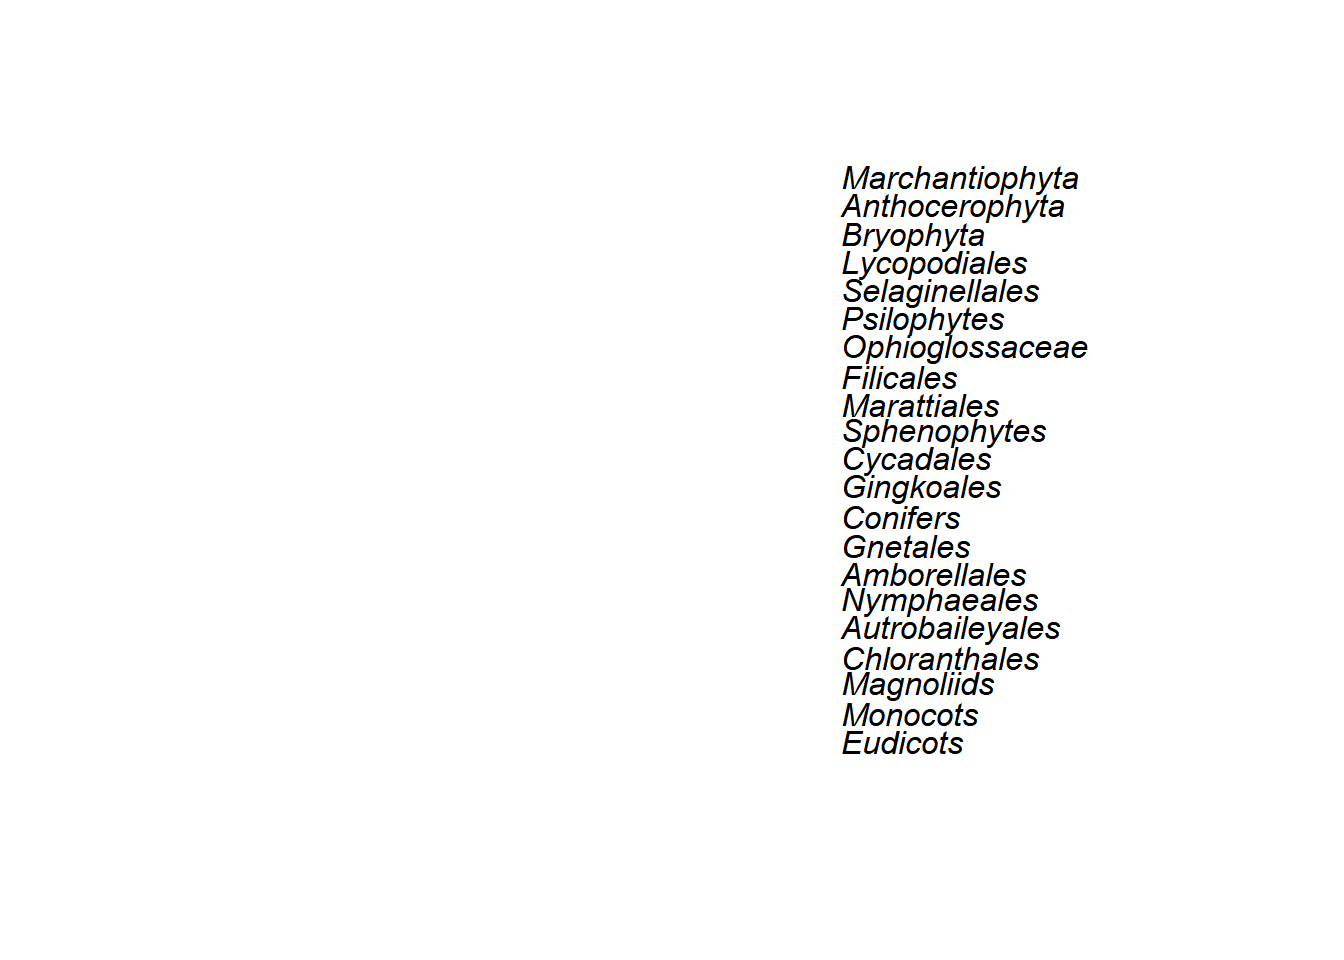 Marchantiophyta
Anthocerophyta
Bryophyta
Lycopodiales
Selaginellales
Psilophytes
Ophioglossaceae
Filicales
Marattiales
Sphenophytes
Cycadales
Gingkoales
Conifers
Gnetales
Amborellales
Nymphaeales
Autrobaileyales
Chloranthales
Magnoliids
Monocots
Eudicots